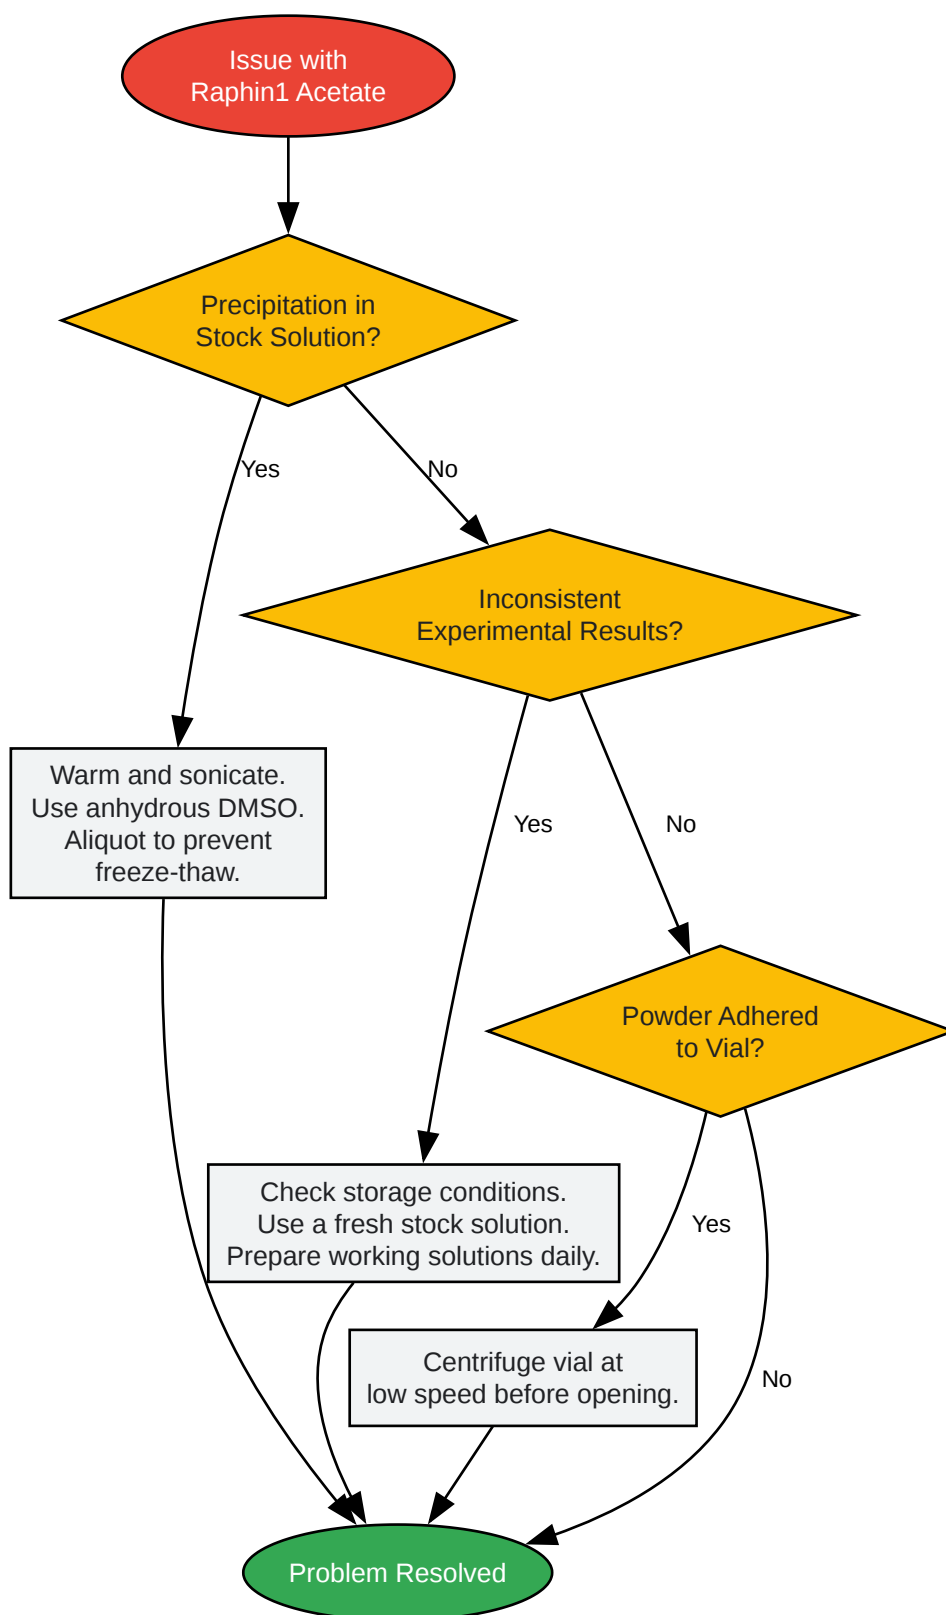 Issue with
Raphin1 Acetate
Precipitation in
Stock Solution?
Yes
No
Inconsistent
Experimental Results?
Warm and sonicate.
Use anhydrous DMSO.
Aliquot to prevent
freeze-thaw.
Yes
No
Powder Adhered
to Vial?
Check storage conditions.
Use a fresh stock solution.
Prepare working solutions daily.
Yes
Centrifuge vial at
low speed before opening.
No
Problem Resolved